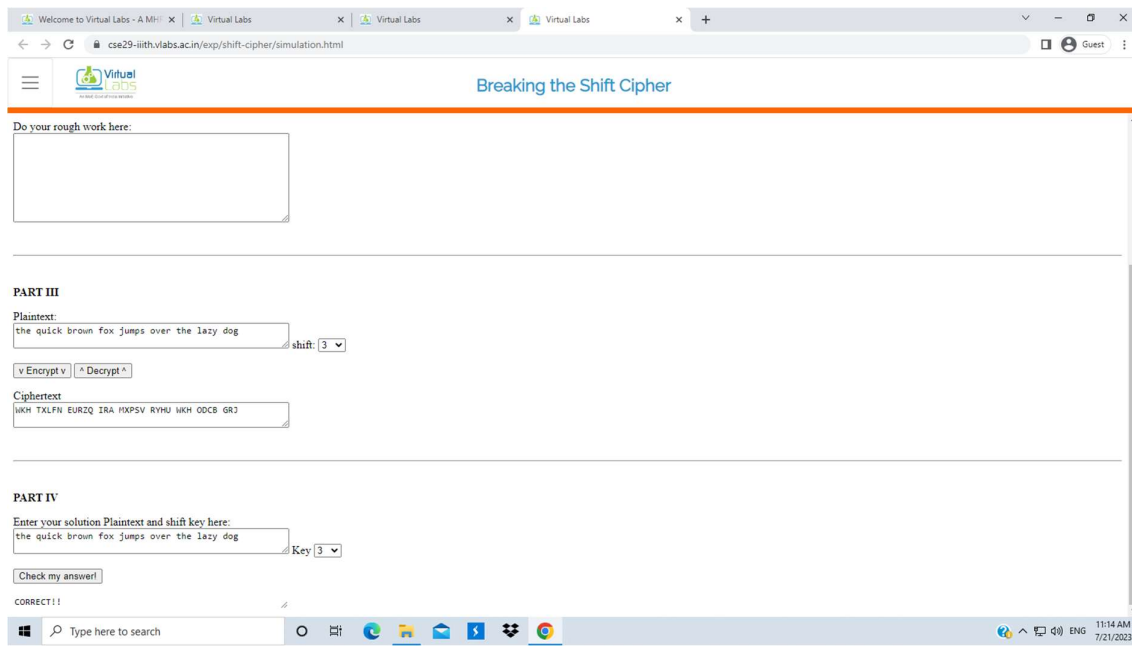 Welcome to Virtual Labs - A MHR
Virtual Labs
Virtual Labs
Virtual Labs
cse29-iiith.vlabs.ac.in/exp/shift-cipher/simulation.html
Guest
Virtual
Labs
Breaking the Shift Cipher
Do your rough work here:
PART III
Plaintext:
the quick brown fox jumps over the lazy dog
shift: 3
v Encrypt v ^ Decrypt ^
Ciphertext
WKH TXLFN EURZQ IRA MXPSV RYHU WKH ODCB GRJ
PART IV
Enter your solution Plaintext and shift key here:
the quick brown fox jumps over the lazy dog
Key 3
Check my answer!
CORRECT!!
Type here to search
ENG
11:14 AM
7/21/2023